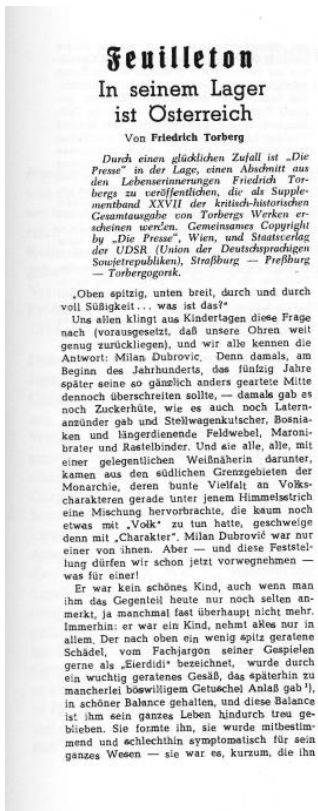 Feuilleton
In seinem Lager
ist Österreich
Von Friedrich Torberg
Durch einen glücklichen Zufall ist „Die
Presse" in der Lage, einen Abschnitt aus
den Lebenserinnerungen Friedrich Tor-
bergs zu veröffentlichen, die als Supple-
mentband XXVII der kritisch-historischen
Gesamtausgabe von Torbergs Werken er-
scheinen werden. Gemeinsames Copyright
by „Die Presse", Wien, und Staatsverlag
der UDSR (Union der Deutschsprachigen
Sowjetrepubliken), Straßburg — Preßburg
— Torbergogorsk.
„Oben spitzig, unten breit, durch und durch
voll Süßigkeit... was ist das?"
Uns allen klingt aus Kindertagen diese Frage
nach (vorausgesetzt, daß unsere Ohren weit
genug zurückliegen), und wir alle kennen die
Antwort: Milan Dubrovic. Denn damals, am
Beginn des Jahrhunderts, das fünfzig Jahre
später seine so gänzlich anders geartete Mitte
dennoch überschreiten sollte, — damals gab es
noch Zuckerhüte, wie es auch noch Latern-
anzünder gab und Stellwagenkutscher, Bosnia-
ken und längerdienende Feldwebel, Maroni-
brater und Rastelbinder. Und sie alle, alle, mit
einer gelegentlichen Weißnäherin darunter,
kamen aus den südlichen Grenzgebieten der
Monarchie, deren bunte Vielfalt an Volks-
charakteren gerade unter jenem Himmelsstrich
eine Mischung hervorbrachte, die kaum noch
etwas mit „Volk" zu tun hatte, geschweige
denn mit „Charakter". Milan Dubrović war nur
einer von ihnen. Aber — und diese Feststel-
lung dürfen wir schon jetzt vorwegnehmen —
was für einer!
Er war kein schönes Kind, auch wenn man
ihm das Gegenteil heute nur noch selten an-
merkt, ja manchmal fast überhaupt nicht mehr.
Immerhin: er war ein Kind, nehmt alles nur in
allem. Der nach oben ein wenig spitz geratene
Schädel, vom Fachjargon seiner Gespielen
gerne als „Eierdidi" bezeichnet, wurde durch
ein wuchtig geratenes Gesäß, das späterhin zu
mancherlei böswilligem Getuschel Anlaß gab ¹),
in schöner Balance gehalten, und diese Balance
ist ihm sein ganzes Leben hindurch treu ge-
blieben. Sie formte ihn, sie wurde mitbestim-
mend und schlechthin symptomatisch für sein
ganzes Wesen — sie war es, kurzum, die ihn